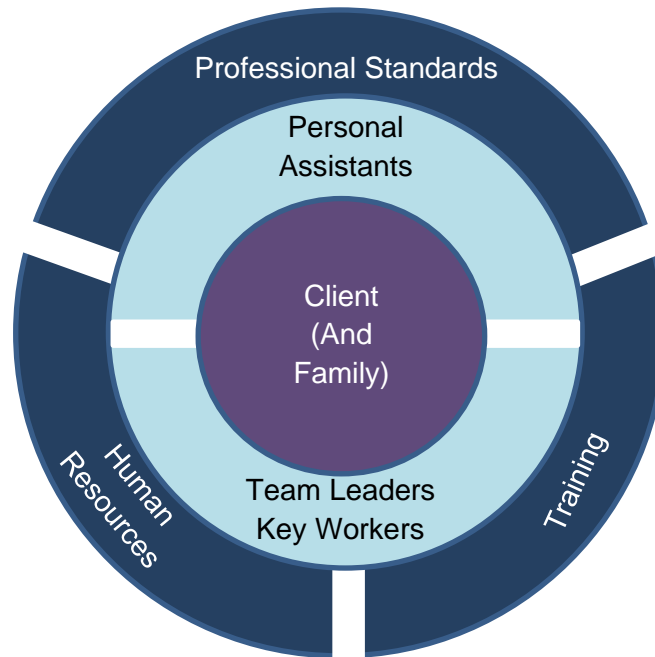 Professional Standards
Personal
Assistants
Client
(And
Family)
Team Leaders
Key Workers
Human
Resources
Training